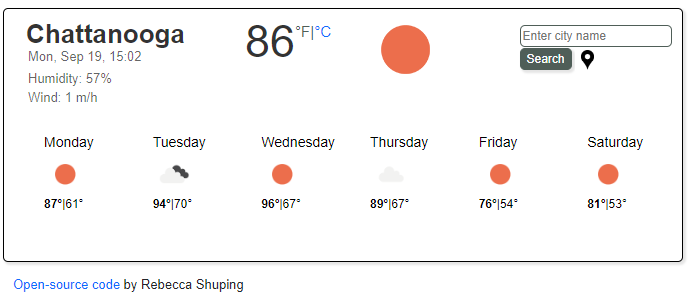 Chattanooga
Mon, Sep 19, 15:02
Humidity: 57%
Wind: 1 m/h
86 °F|°C
Enter city name
Search
Monday Tuesday Wednesday Thursday Friday Saturday
87°|61° 94°|70° 96°|67° 89°|67° 76°|54° 81°|53°
Open-source code by Rebecca Shuping